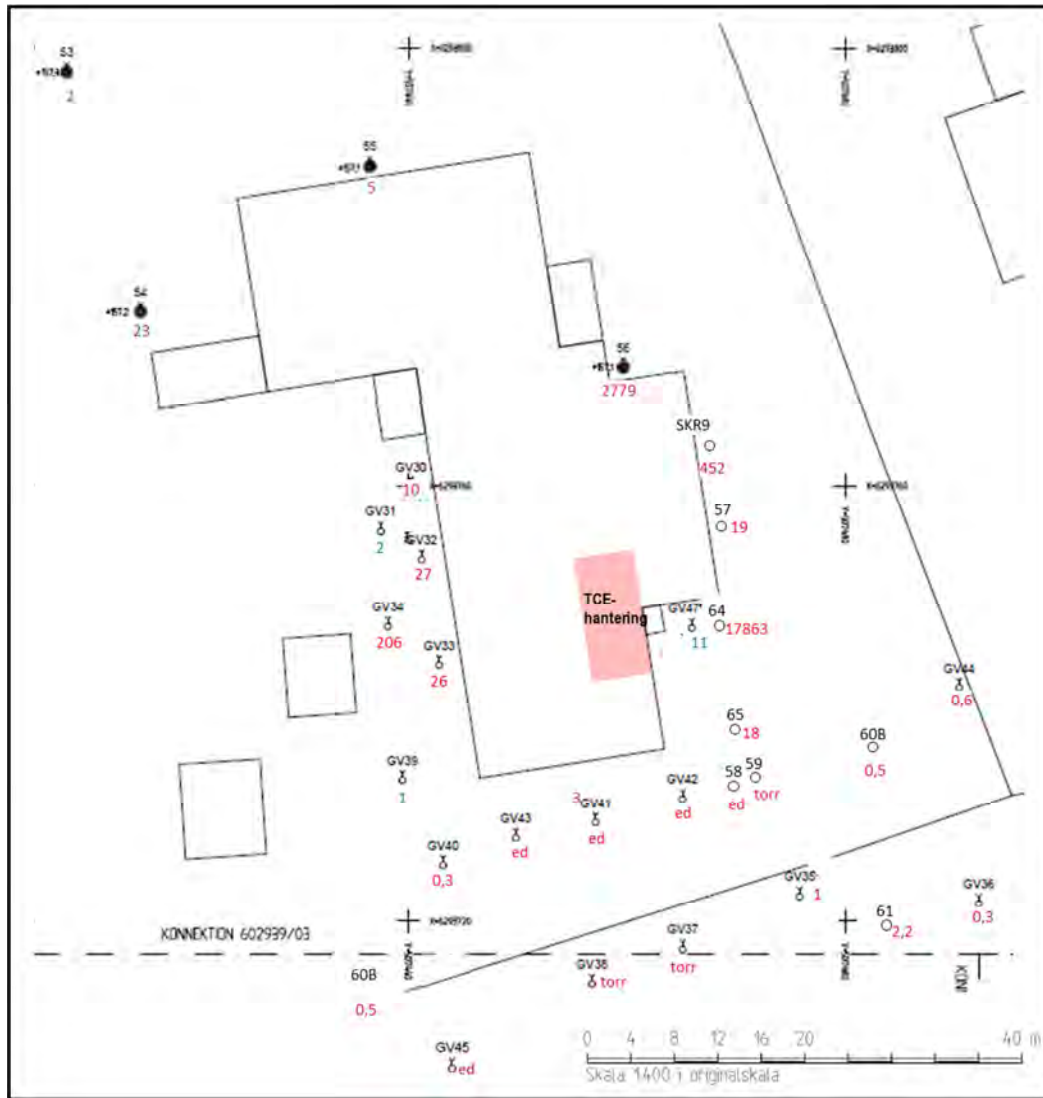 53
2
55
5
54
23
56
2779
SKR9
452
GV30
10
57
19
GV31
2
GV32
27
TCE-
hantering
GV34
206
GV47
11
64
17863
GV33
26
GV44
0,6
65
18
60B
0,5
GV39
1
58
ed
59
torr
GV42
ed
3
GV41
ed
GV43
ed
GV40
0,3
GV35
1
GV36
0,3
61
2,2
KONNEKTION 602939/03
GV37
torr
60B
0,5
GV38
torr
GV45
ed
0 4 8 12 16 20 40 m
Skala 1:400 i originalskala